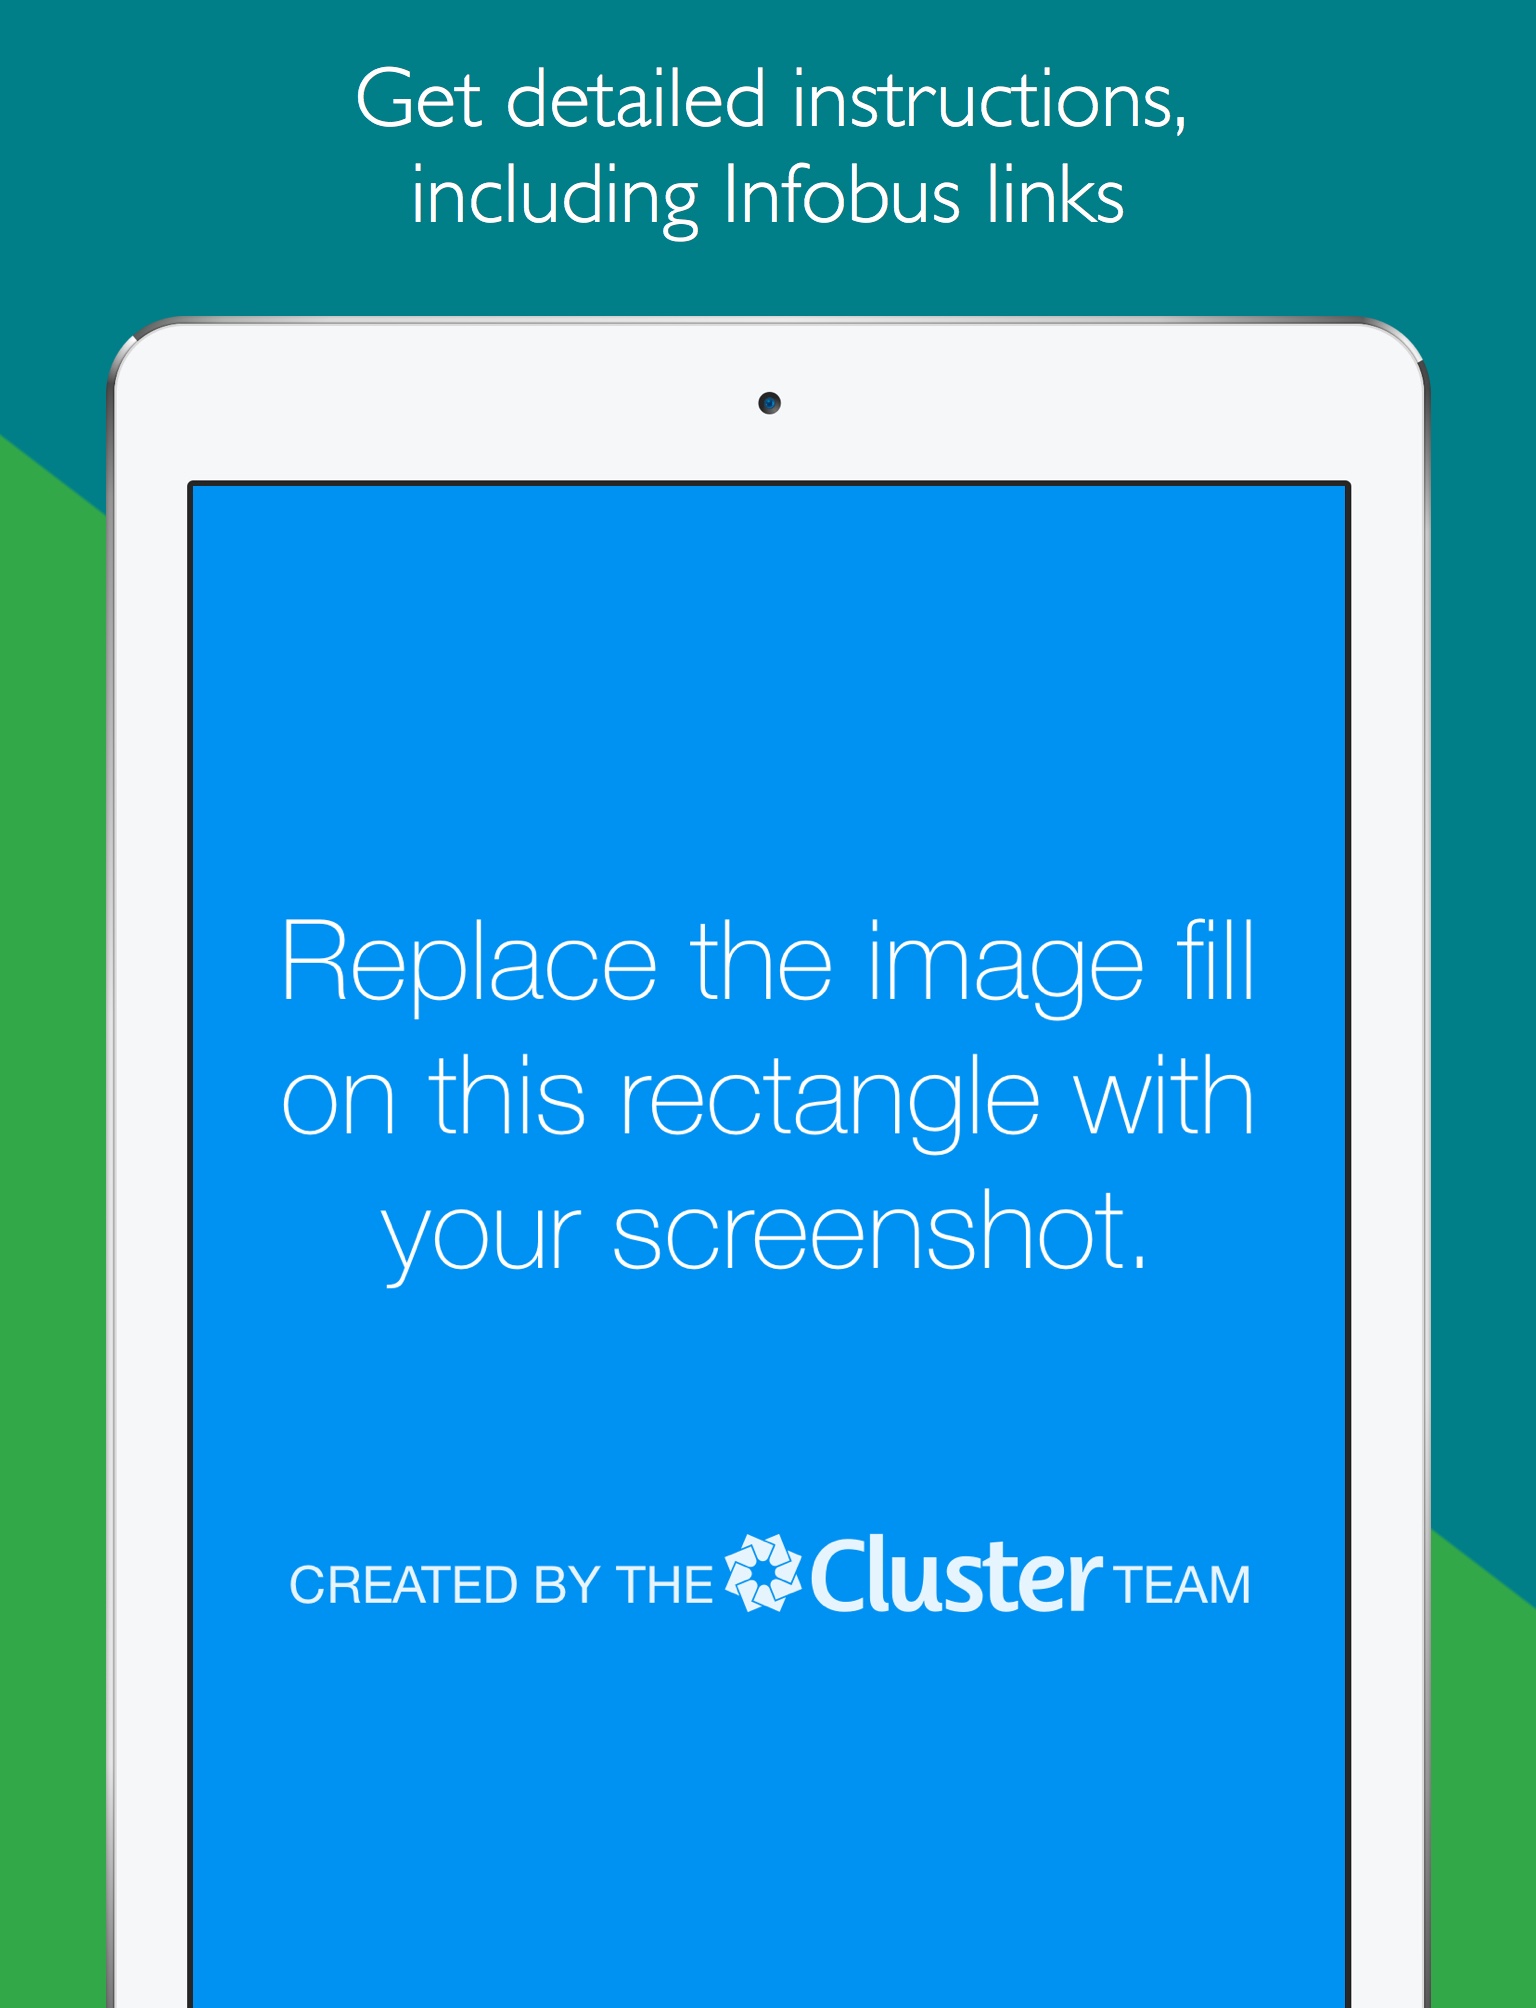 Get detailed instructions,
including Infobus links
Replace the image fill
on this rectangle with
your screenshot.
CREATED BY THE Cluster TEAM